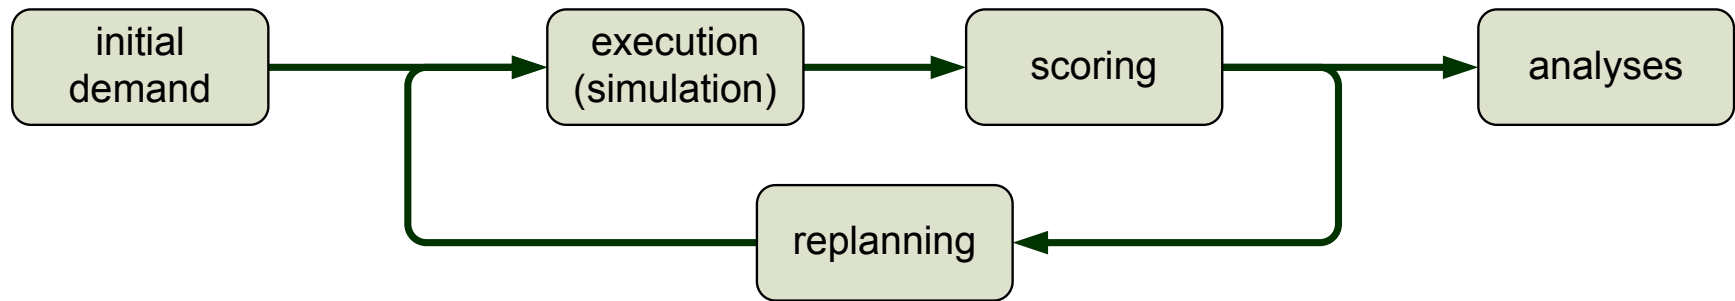 initial
demand
execution
(simulation)
scoring
analyses
replanning